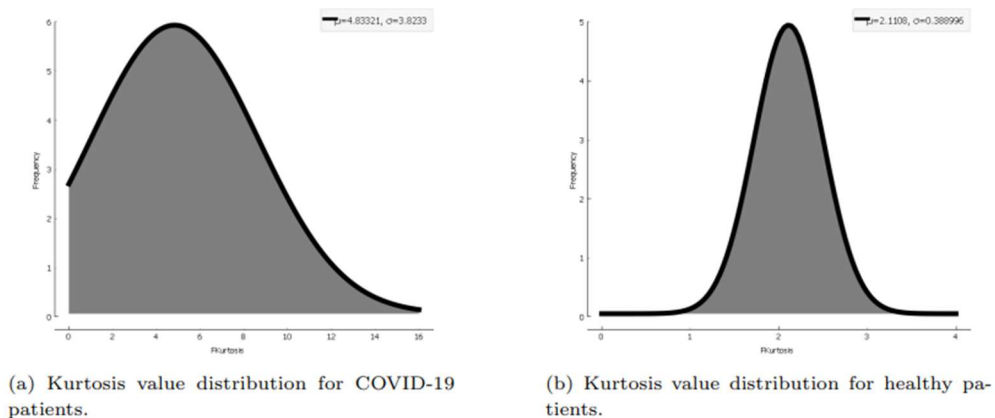 μ=4.83321, σ=3.8233
6
5
4
3
2
1
0
Frequency
0 2 4 6 8 10 12 14 16
FKurtosis
(a) Kurtosis value distribution for COVID-19
patients.
μ=2.1108, σ=0.388996
5
4
3
2
1
0
Frequency
0 1 2 3 4
FKurtosis
(b) Kurtosis value distribution for healthy pa-
tients.